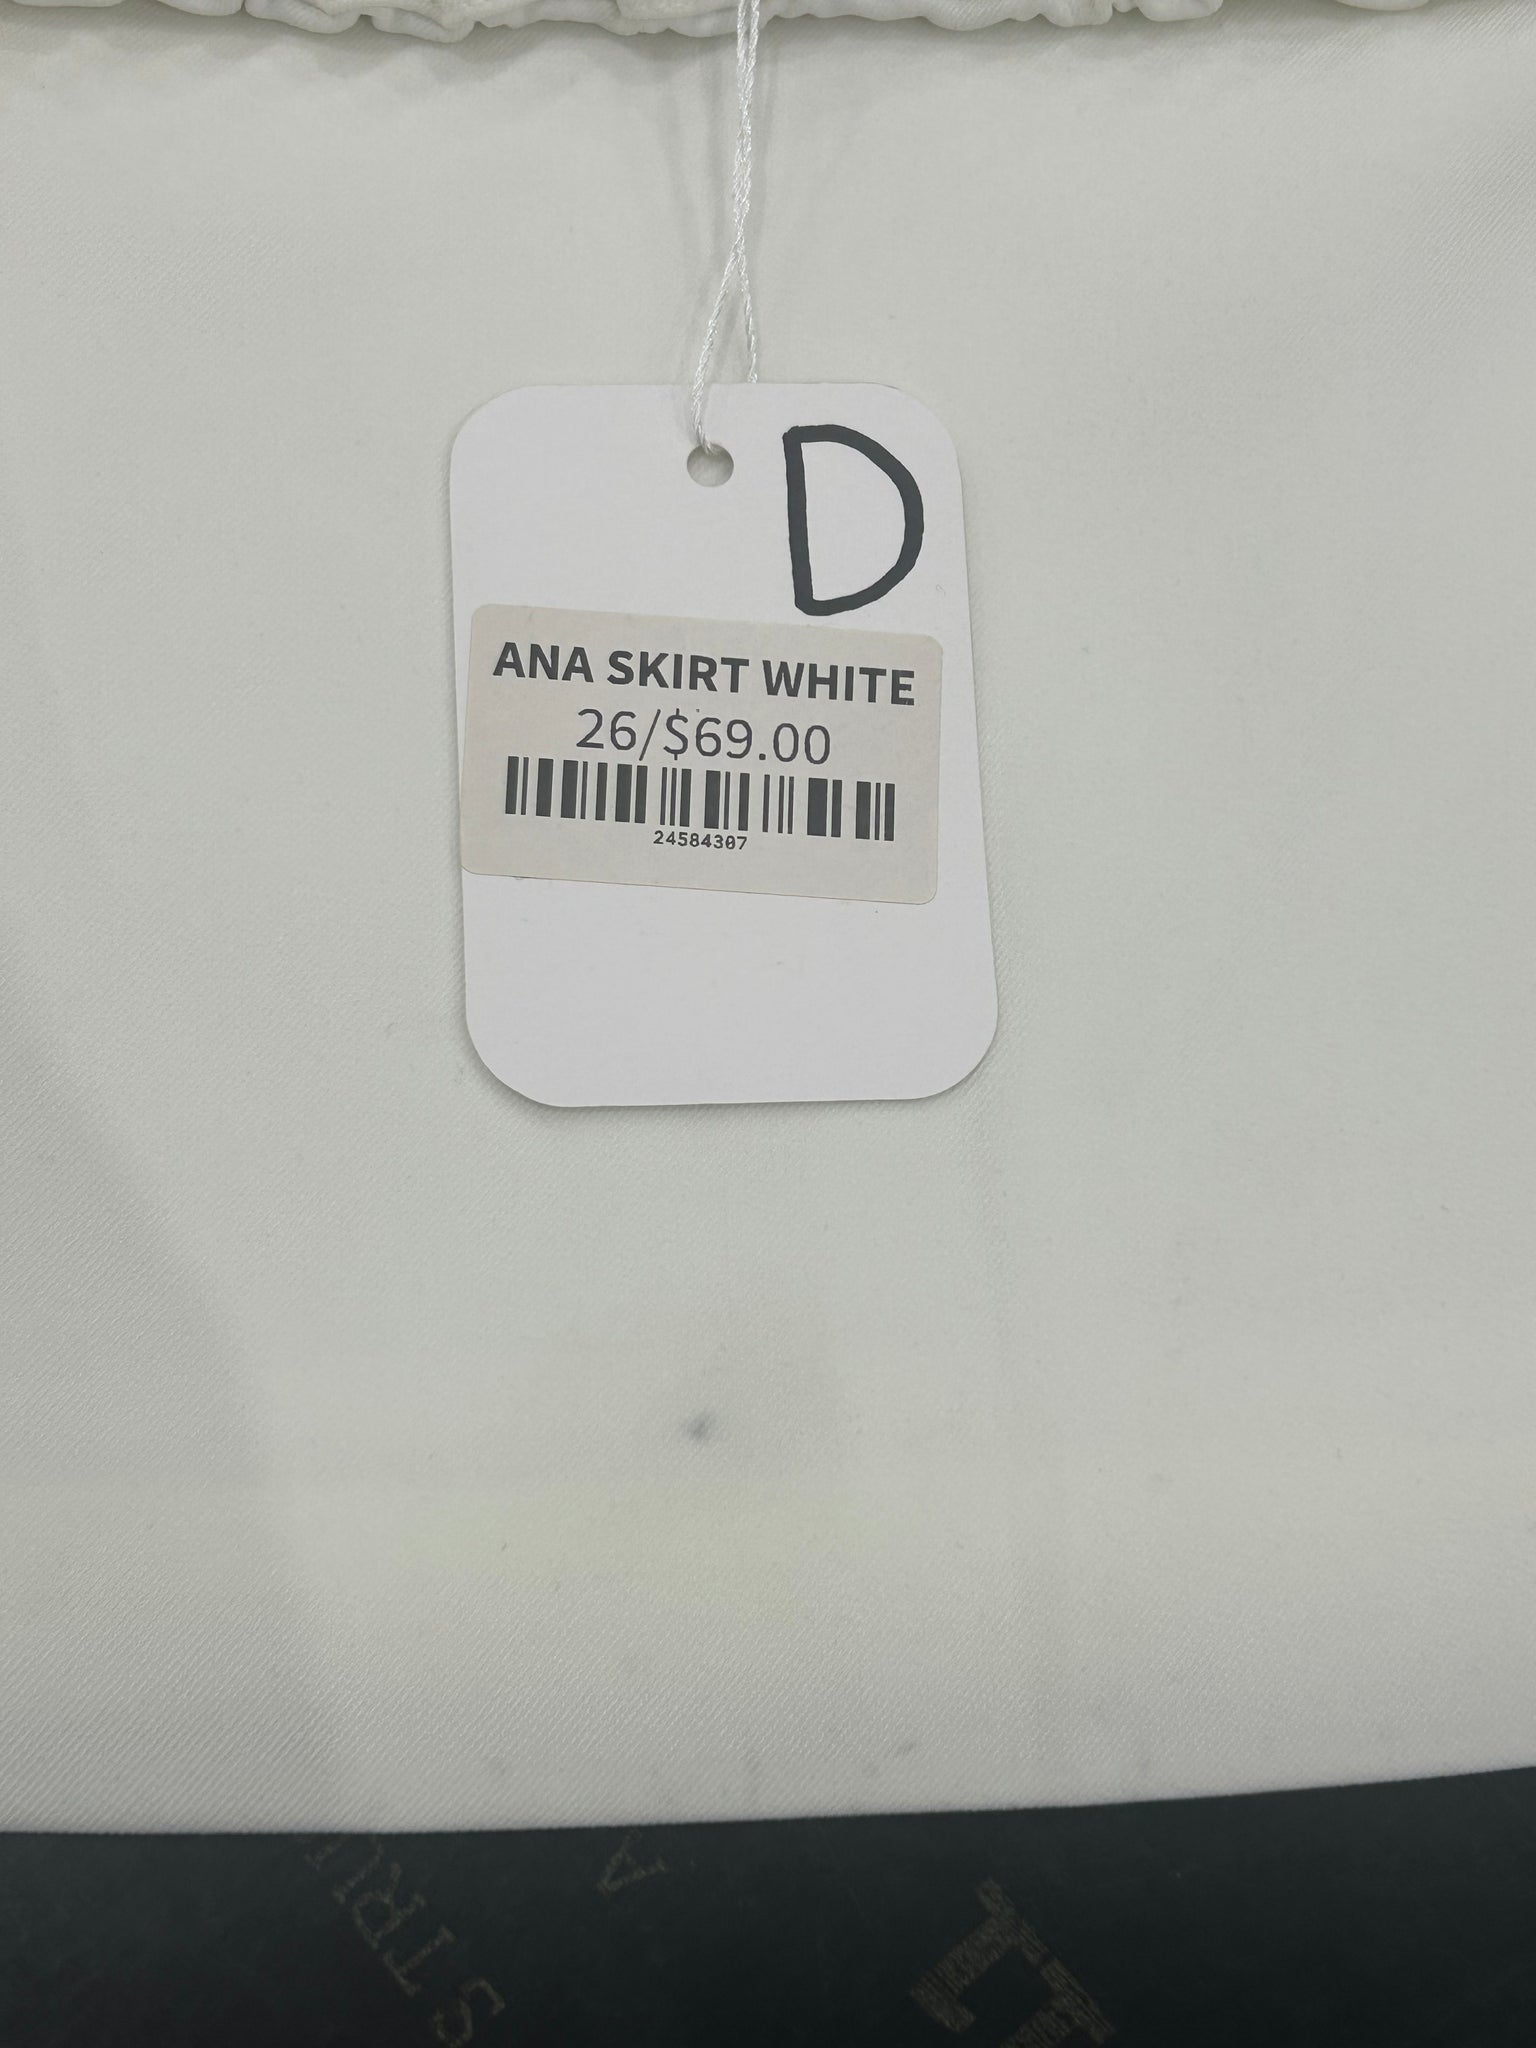 D
ANA SKIRT WHITE
26/$69.00
24584307